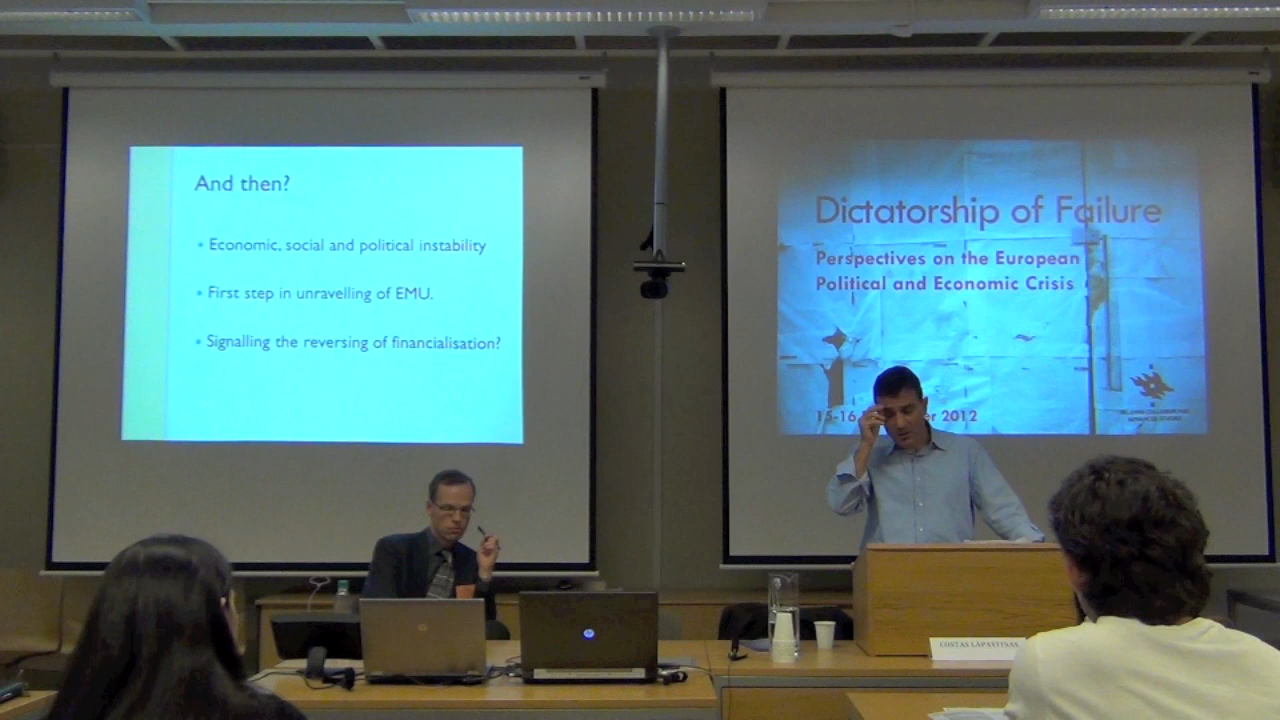 And then?
• Economic, social and political instability
• First step in unravelling of EMU.
• Signalling the reversing of financialisation?
Dictatorship of Failure
Perspectives on the European
Political and Economic Crisis
15-16
er 2012
COSTAS LAPAVITSAS